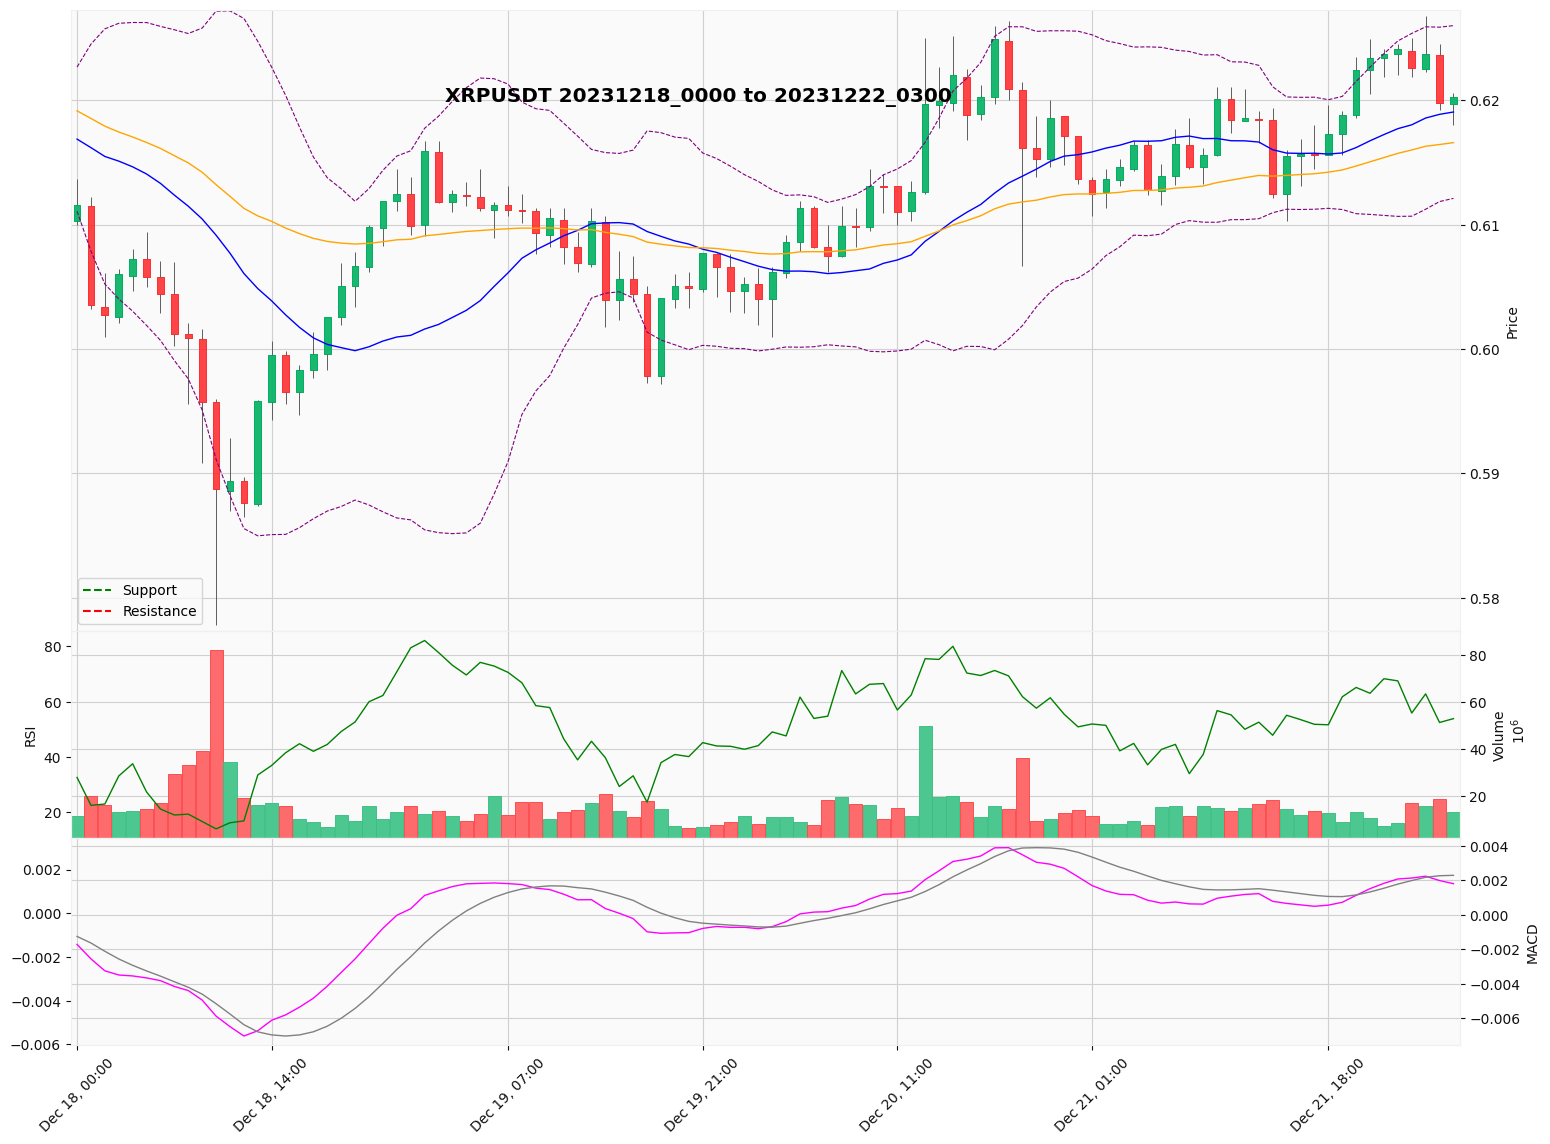 XRPUSDT 20231218_0000 to 20231222_0300
0.62
0.61
0.60
0.59
0.58
Price
Support
Resistance
80
60
40
20
RSI
80
60
40
20
Volume
10^6
0.002
0.000
−0.002
−0.004
−0.006
0.004
0.002
0.000
−0.002
−0.004
−0.006
MACD
Dec 18, 00:00
Dec 18, 14:00
Dec 19, 07:00
Dec 19, 21:00
Dec 20, 11:00
Dec 21, 01:00
Dec 21, 18:00